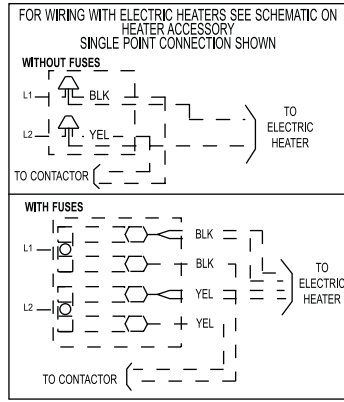 FOR WIRING WITH ELECTRIC HEATERS SEE SCHEMATIC ON
HEATER ACCESSORY
SINGLE POINT CONNECTION SHOWN
WITHOUT FUSES
L1
BLK
L2
YEL
TO
ELECTRIC
HEATER
TO CONTACTOR
WITH FUSES
BLK
L1
BLK
YEL
L2
YEL
TO
ELECTRIC
HEATER
TO CONTACTOR